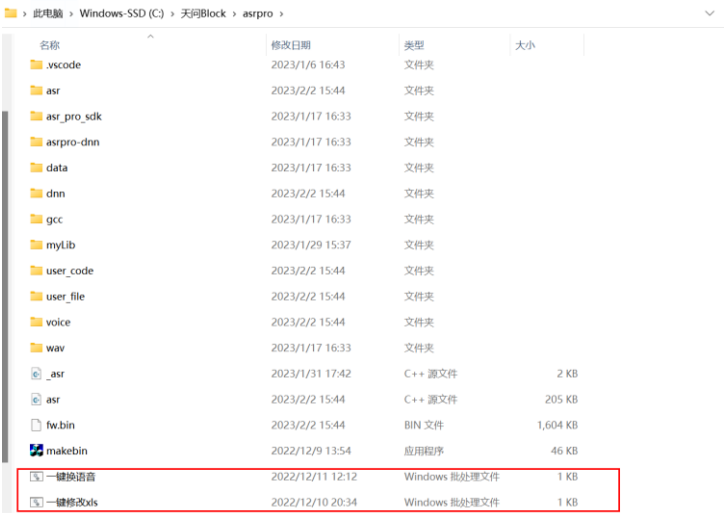 此电脑 › Windows-SSD (C:) › 天问Block › asrpro ›
名称 修改日期 类型 大小
.vscode 2023/1/6 16:43 文件夹
asr 2023/2/2 15:44 文件夹
asr_pro_sdk 2023/1/17 16:33 文件夹
asrpro-dnn 2023/1/17 16:33 文件夹
data 2023/1/17 16:33 文件夹
dnn 2023/2/2 15:44 文件夹
gcc 2023/1/17 16:33 文件夹
myLib 2023/1/29 15:37 文件夹
user_code 2023/2/2 15:44 文件夹
user_file 2023/2/2 15:44 文件夹
voice 2023/2/2 15:44 文件夹
wav 2023/1/17 16:33 文件夹
_asr 2023/1/31 17:42 C++ 源文件 2 KB
asr 2023/2/2 15:44 C++ 源文件 205 KB
fw.bin 2023/2/2 15:44 BIN 文件 1,604 KB
makebin 2022/12/9 13:54 应用程序 46 KB
一键换语音 2022/12/11 12:12 Windows 批处理文件 1 KB
一键修改xls 2022/12/10 20:34 Windows 批处理文件 1 KB